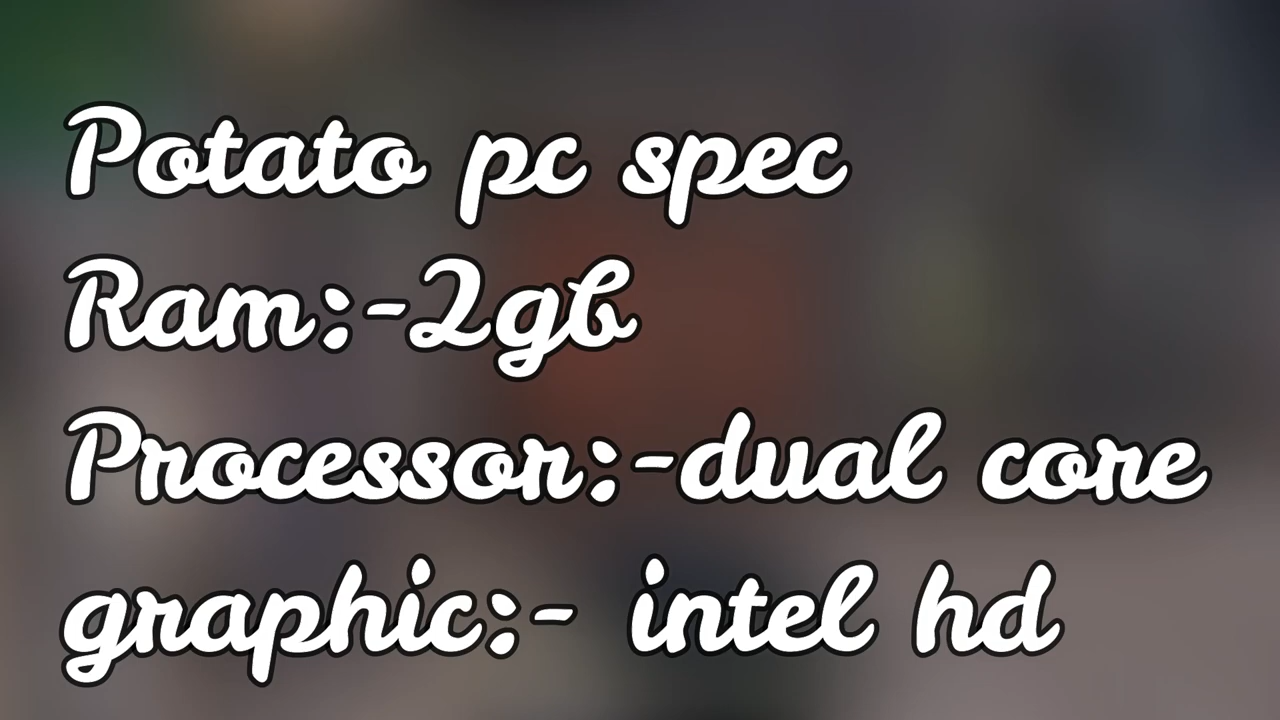 Potato pc spec
Ram:-2gb
Processor:-dual core
graphic:- intel hd